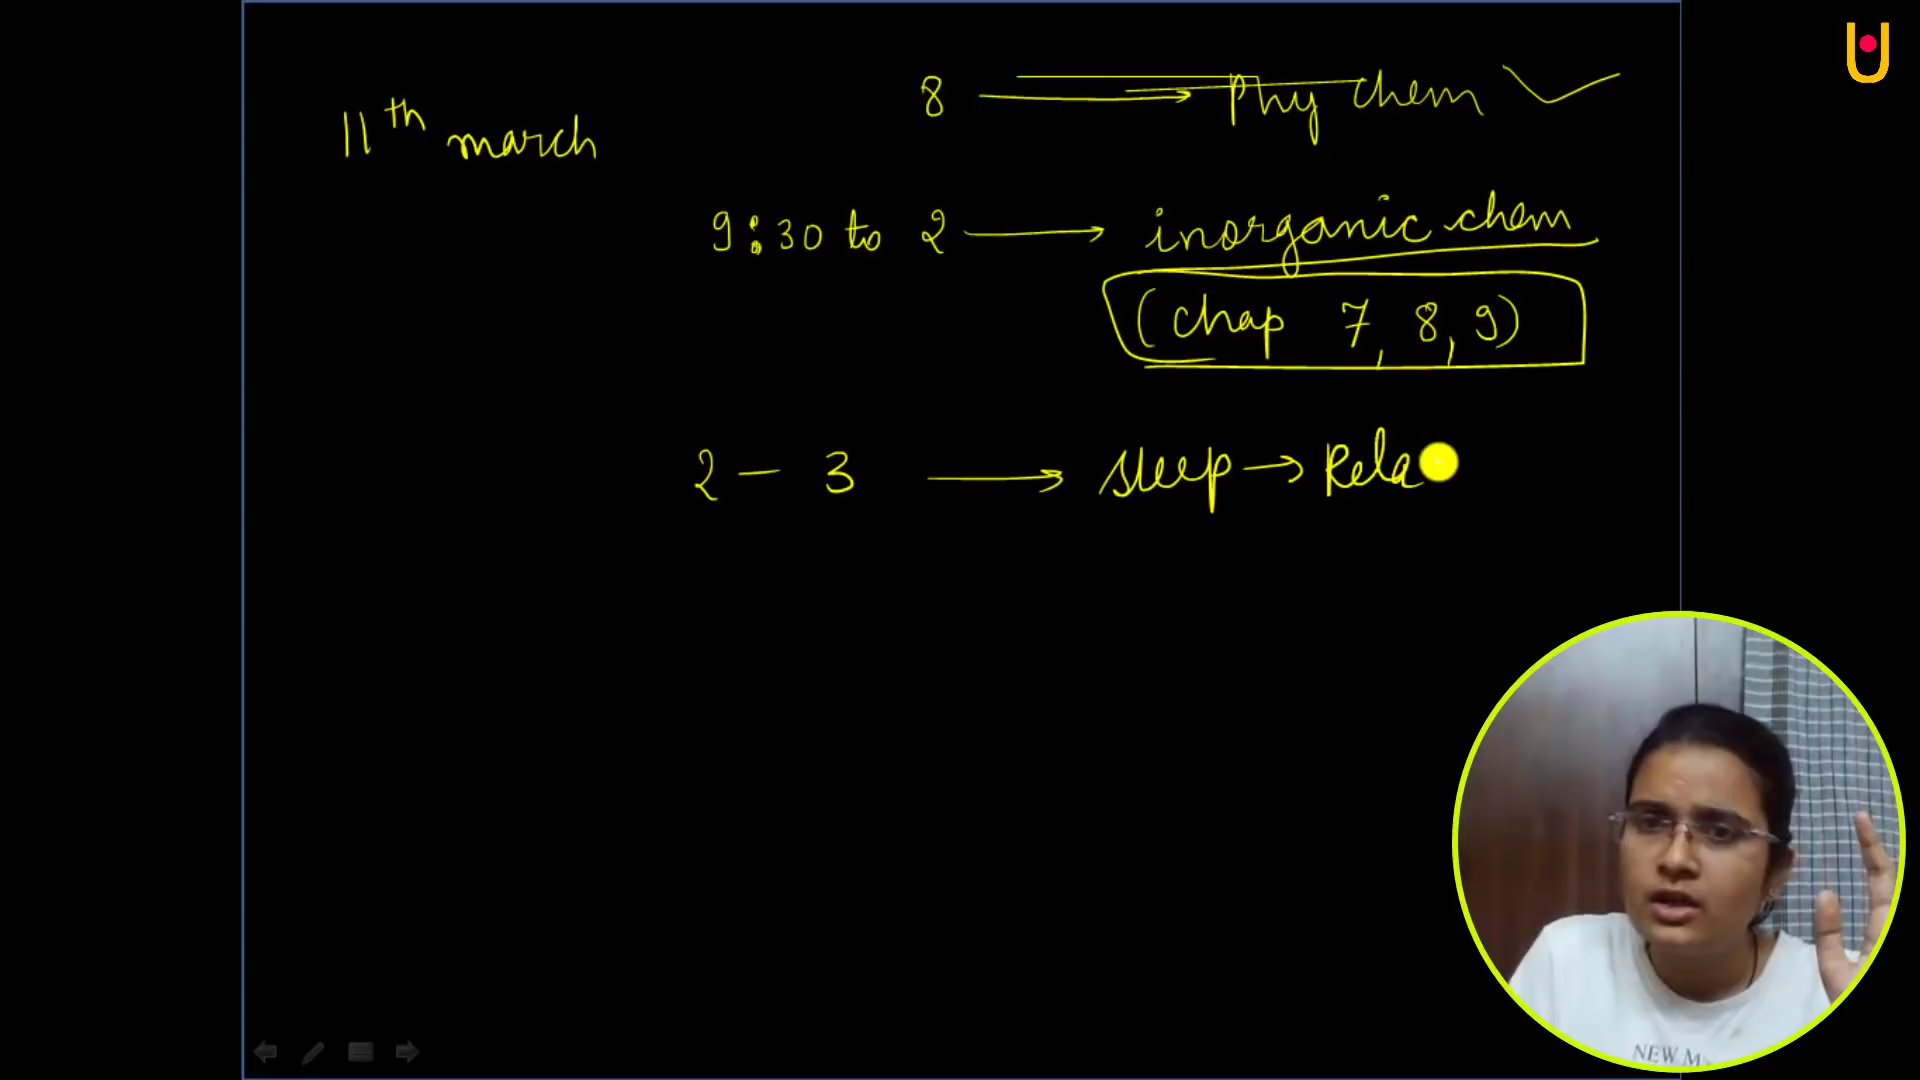 11th march
8 → Phy chem
9:30 to 2 → inorganic chem
(chap 7, 8, 9)
2 - 3 → sleep → Rela
NEW M